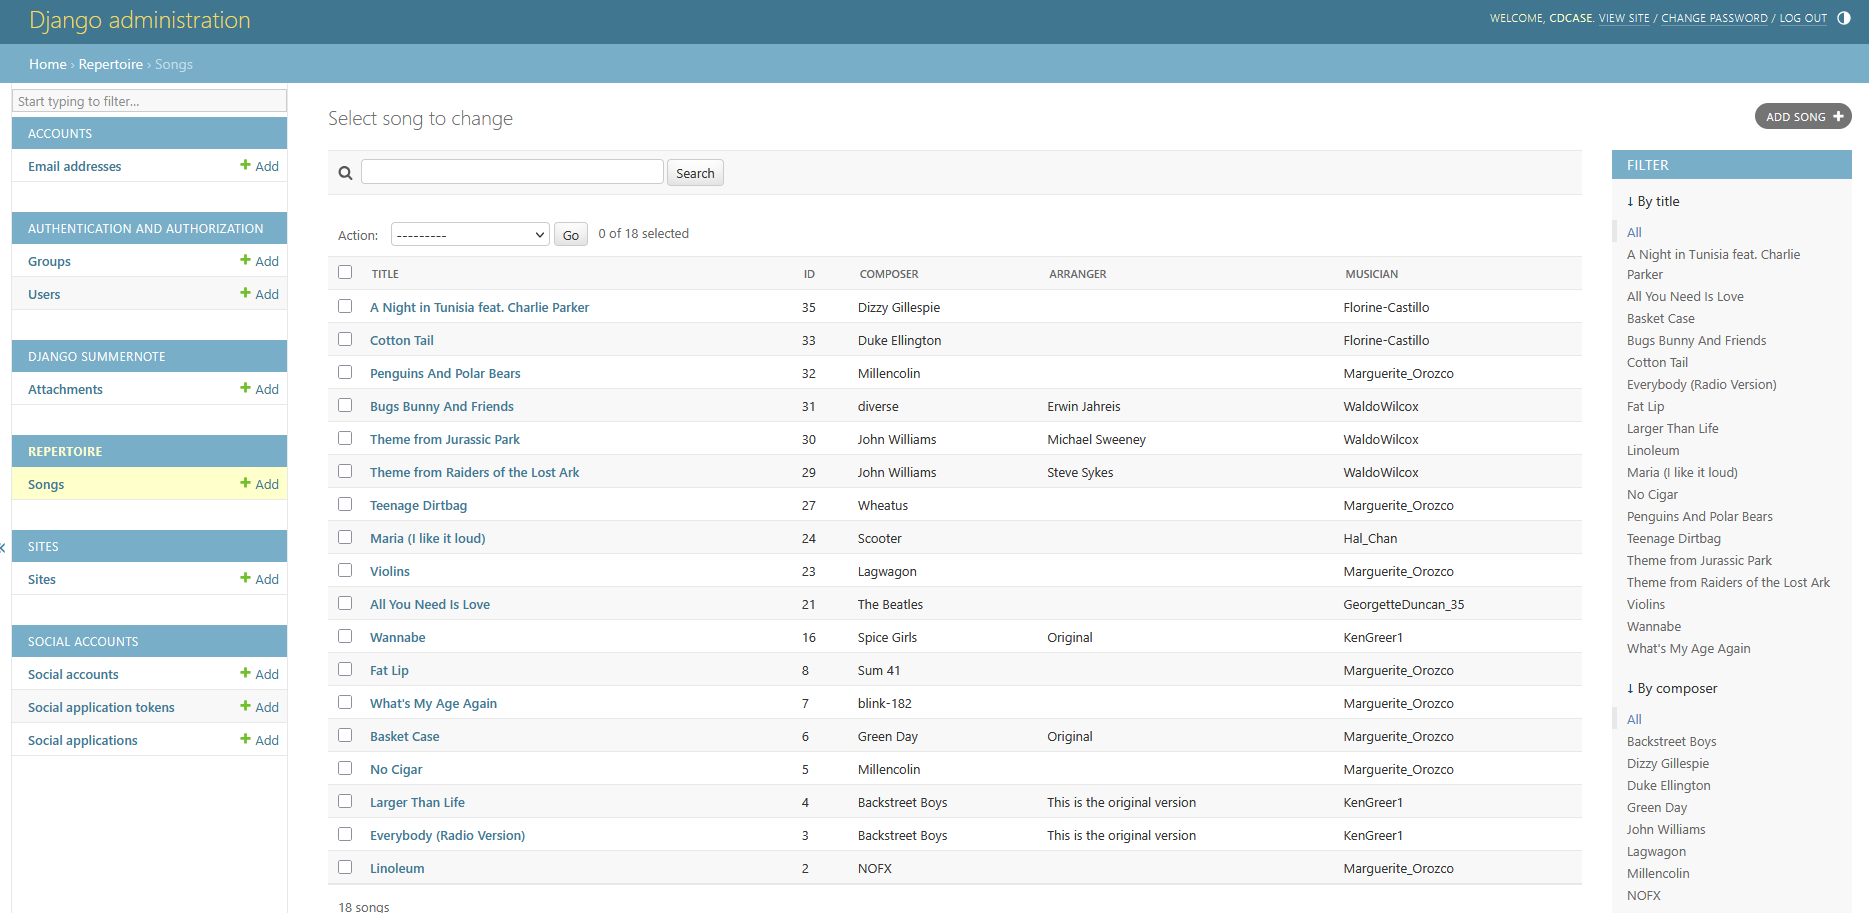 Django administration
WELCOME, CDCASE. VIEW SITE / CHANGE PASSWORD / LOG OUT
Home › Repertoire › Songs
Start typing to filter...
ACCOUNTS
Email addresses Add
AUTHENTICATION AND AUTHORIZATION
Groups Add
Users Add
DJANGO SUMMERNOTE
Attachments Add
REPERTOIRE
Songs Add
SITES
Sites Add
SOCIAL ACCOUNTS
Social accounts Add
Social application tokens Add
Social applications Add
Select song to change
ADD SONG +
Search
Action: --------- Go 0 of 18 selected
TITLE ID COMPOSER ARRANGER MUSICIAN
A Night in Tunisia feat. Charlie Parker 35 Dizzy Gillespie Florine-Castillo
Cotton Tail 33 Duke Ellington Florine-Castillo
Penguins And Polar Bears 32 Millencolin Marguerite_Orozco
Bugs Bunny And Friends 31 diverse Erwin Jahreis WaldoWilcox
Theme from Jurassic Park 30 John Williams Michael Sweeney WaldoWilcox
Theme from Raiders of the Lost Ark 29 John Williams Steve Sykes WaldoWilcox
Teenage Dirtbag 27 Wheatus Marguerite_Orozco
Maria (I like it loud) 24 Scooter Hal_Chan
Violins 23 Lagwagon Marguerite_Orozco
All You Need Is Love 21 The Beatles GeorgetteDuncan_35
Wannabe 16 Spice Girls Original KenGreer1
Fat Lip 8 Sum 41 Marguerite_Orozco
What's My Age Again 7 blink-182 Marguerite_Orozco
Basket Case 6 Green Day Original Marguerite_Orozco
No Cigar 5 Millencolin Marguerite_Orozco
Larger Than Life 4 Backstreet Boys This is the original version KenGreer1
Everybody (Radio Version) 3 Backstreet Boys This is the original version KenGreer1
Linoleum 2 NOFX Marguerite_Orozco
18 songs
FILTER
↓ By title
All
A Night in Tunisia feat. Charlie
Parker
All You Need Is Love
Basket Case
Bugs Bunny And Friends
Cotton Tail
Everybody (Radio Version)
Fat Lip
Larger Than Life
Linoleum
Maria (I like it loud)
No Cigar
Penguins And Polar Bears
Teenage Dirtbag
Theme from Jurassic Park
Theme from Raiders of the Lost Ark
Violins
Wannabe
What's My Age Again
↓ By composer
All
Backstreet Boys
Dizzy Gillespie
Duke Ellington
Green Day
John Williams
Lagwagon
Millencolin
NOFX